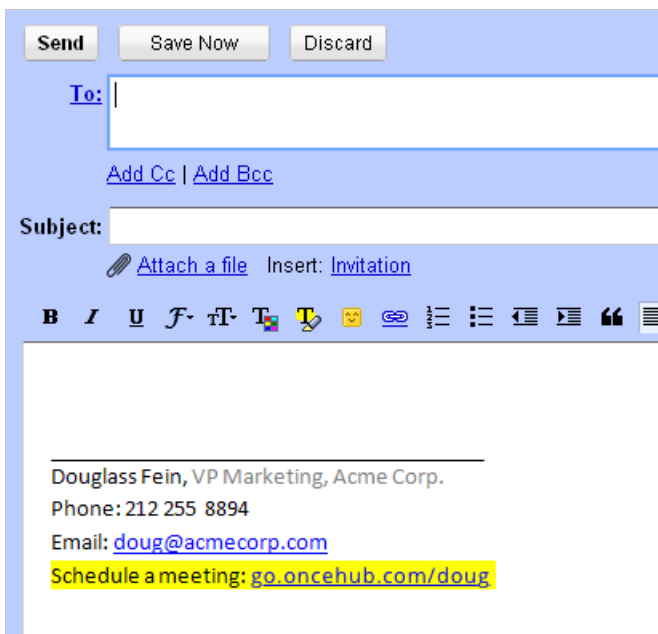 Send Save Now Discard
To:
Add Cc | Add Bcc
Subject:
Attach a file Insert: Invitation
B I U F T T T T
Douglass Fein, VP Marketing, Acme Corp.
Phone: 212 255 8894
Email: doug@acmecorp.com
Schedule a meeting: go.oncehub.com/doug